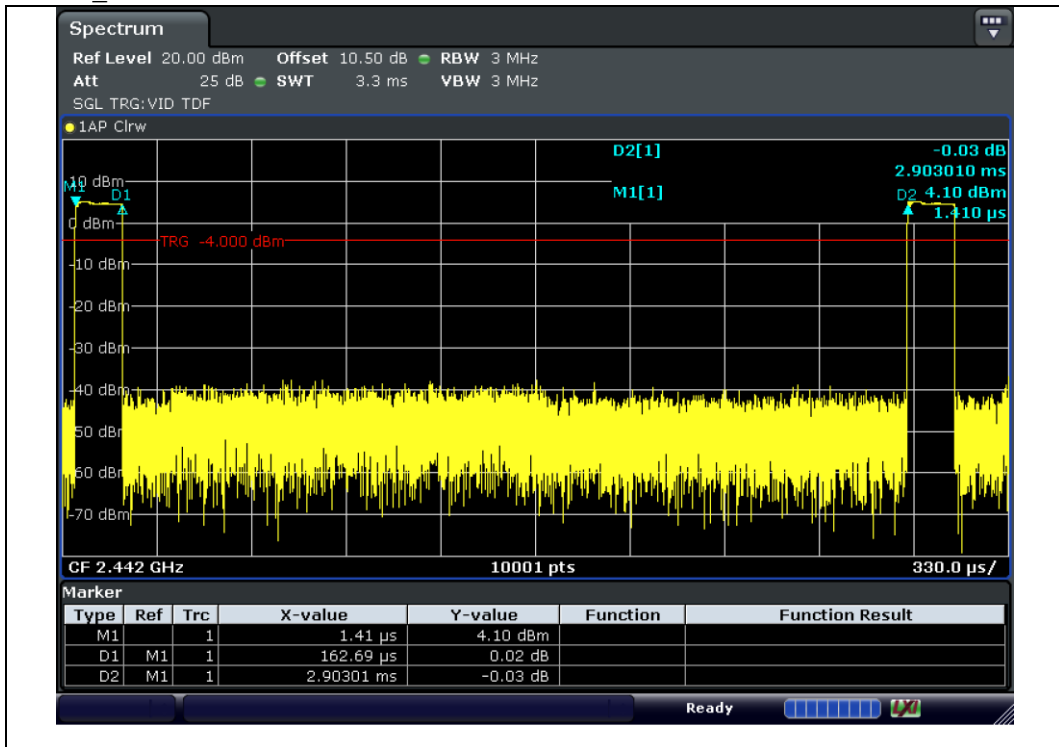 Spectrum
Ref Level 20.00 dBm Offset 10.50 dB RBW 3 MHz
Att 25 dB SWT 3.3 ms VBW 3 MHz
SGL TRG:VID TDF
1AP Clrw
D2[1] -0.03 dB
2.903010 ms
10 dBm
M1[1] 4.10 dBm
1.410 µs
M1
D1
D2
0 dBm
TRG -4.000 dBm
-10 dBm
-20 dBm
-30 dBm
-40 dBm
-50 dBm
-60 dBm
-70 dBm
CF 2.442 GHz 10001 pts 330.0 µs/
Marker
Type Ref Trc X-value Y-value Function Function Result
M1 1 1.41 µs 4.10 dBm
D1 M1 1 162.69 µs 0.02 dB
D2 M1 1 2.90301 ms -0.03 dB
Ready LXI